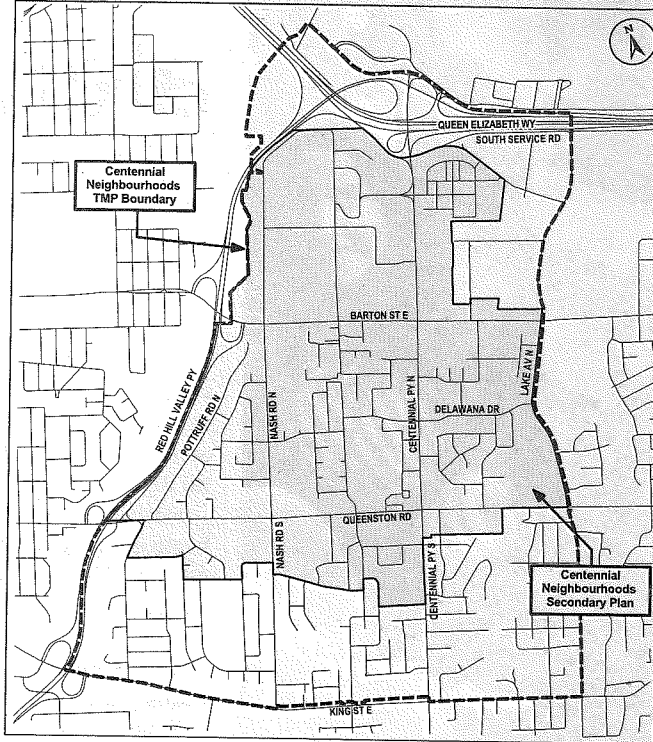 N
QUEEN ELIZABETH WY
SOUTH SERVICE RD
Centennial
Neighbourhoods
TMP Boundary
BARTON ST E
LAKE AV N
RED HILL VALLEY PY
POTTRUFF RD N
NASH RD N
CENTENNIAL PY N
DELAWANA DR
QUEENSTON RD
NASH RD S
CENTENNIAL PY S
Centennial
Neighbourhoods
Secondary Plan
KING ST E